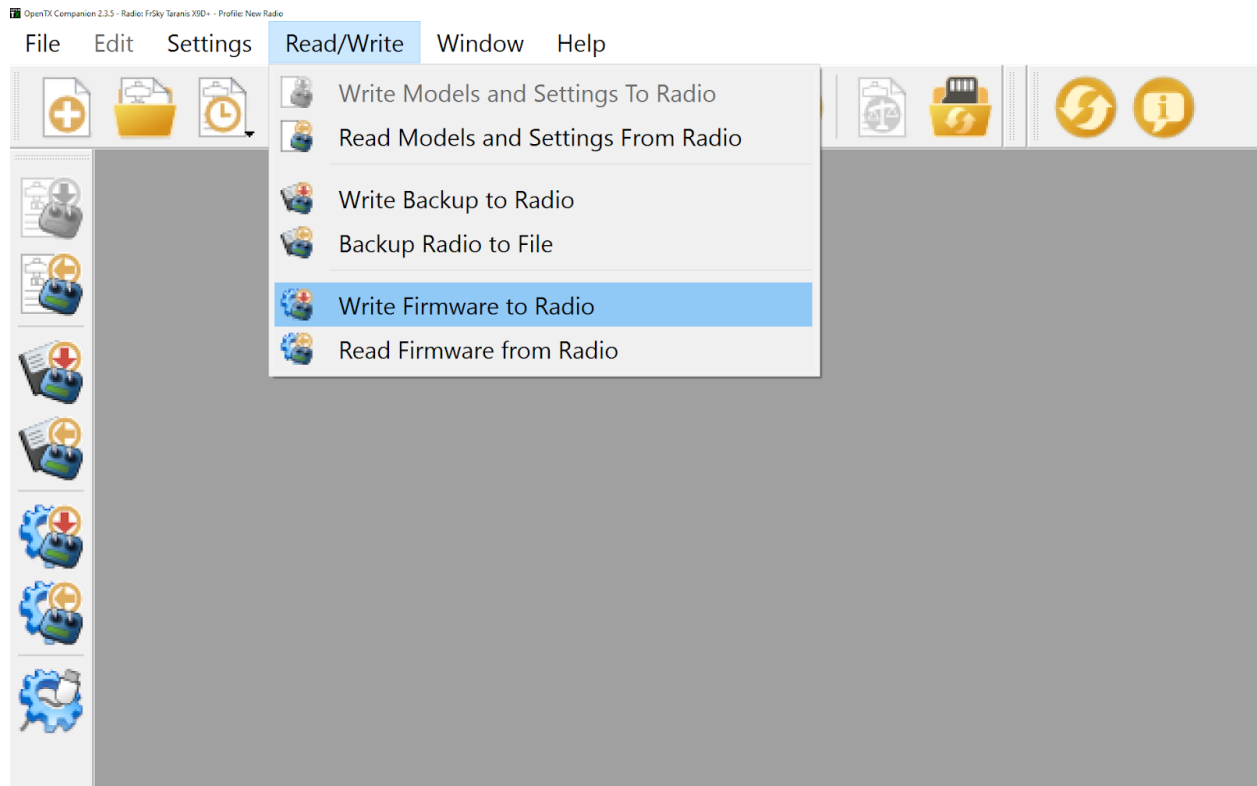 OpenTX Companion 2.3.5 - Radio: FrSky Taranis X9D+ - Profile: New Radio
File Edit Settings Read/Write Window Help
Write Models and Settings To Radio
Read Models and Settings From Radio
Write Backup to Radio
Backup Radio to File
Write Firmware to Radio
Read Firmware from Radio